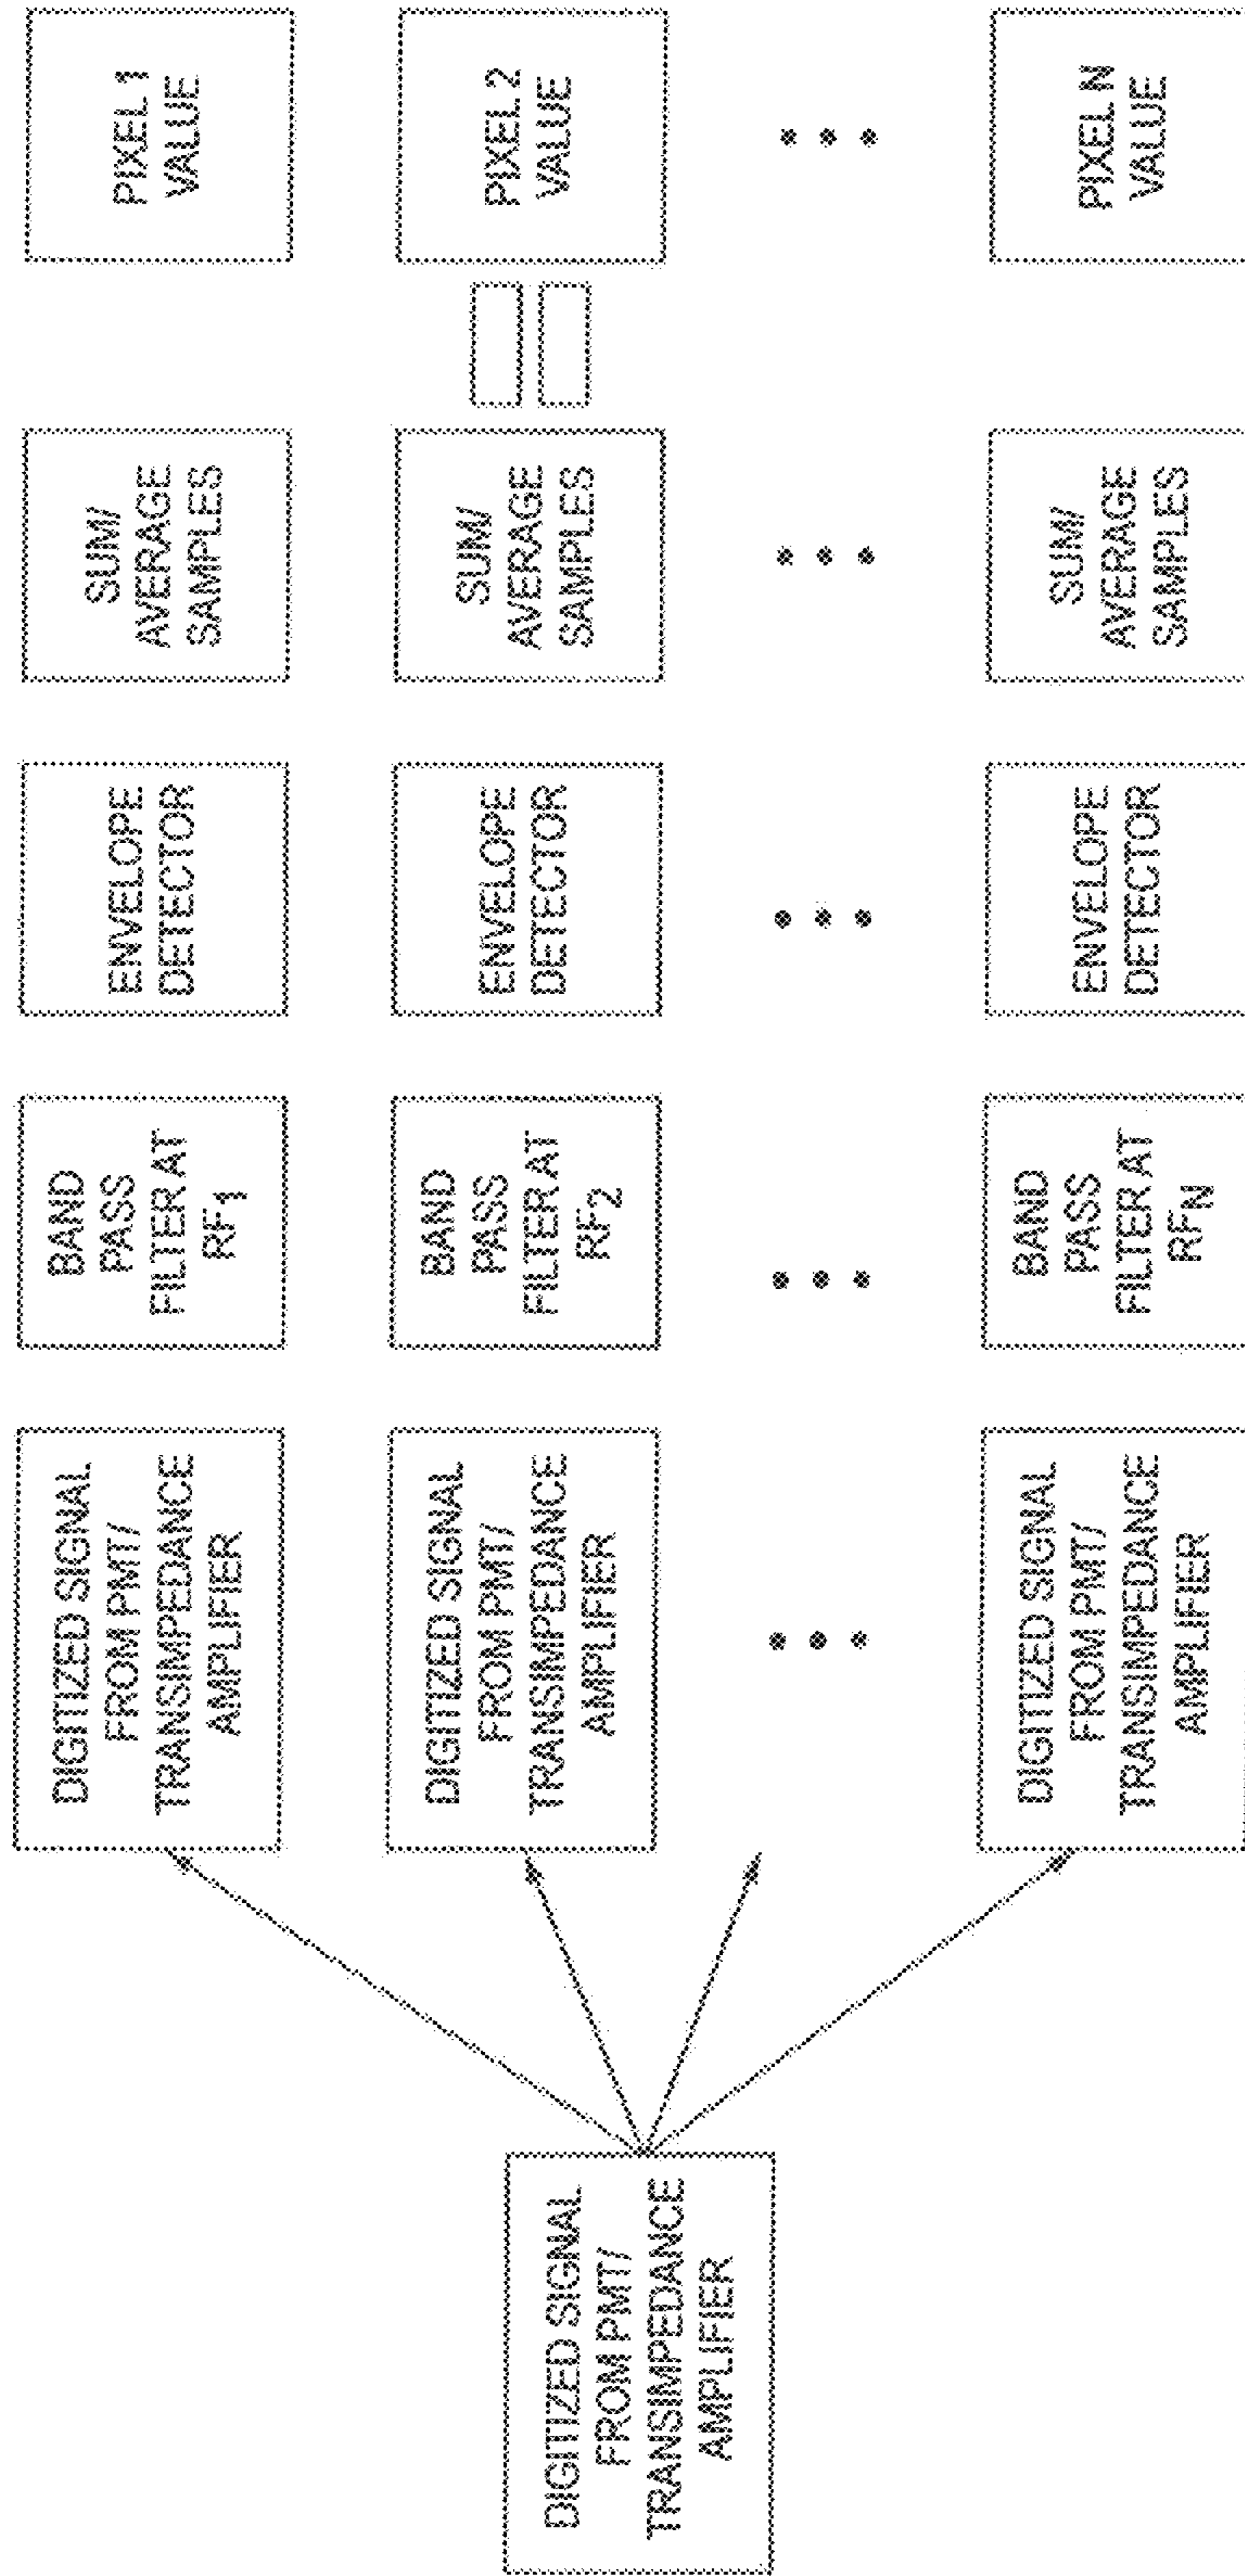 DIGITIZED SIGNAL
FROM PMT/
TRANSIMPEDANCE
AMPLIFIER
DIGITIZED SIGNAL
FROM PMT/
TRANSIMPEDANCE
AMPLIFIER
BAND
PASS
FILTER AT
RF1
ENVELOPE
DETECTOR
SUM/
AVERAGE
SAMPLES
PIXEL 1
VALUE
DIGITIZED SIGNAL
FROM PMT/
TRANSIMPEDANCE
AMPLIFIER
BAND
PASS
FILTER AT
RF2
ENVELOPE
DETECTOR
SUM/
AVERAGE
SAMPLES
PIXEL 2
VALUE
DIGITIZED SIGNAL
FROM PMT/
TRANSIMPEDANCE
AMPLIFIER
BAND
PASS
FILTER AT
RFN
ENVELOPE
DETECTOR
SUM/
AVERAGE
SAMPLES
PIXEL N
VALUE